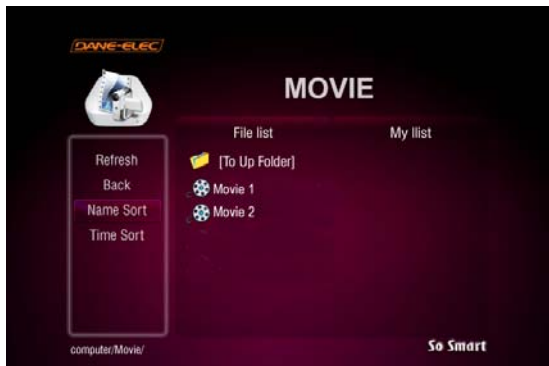 DANE-ELEC
MOVIE
File list
My llist
Refresh
Back
Name Sort
Time Sort
[To Up Folder]
Movie 1
Movie 2
computer/Movie/
So Smart